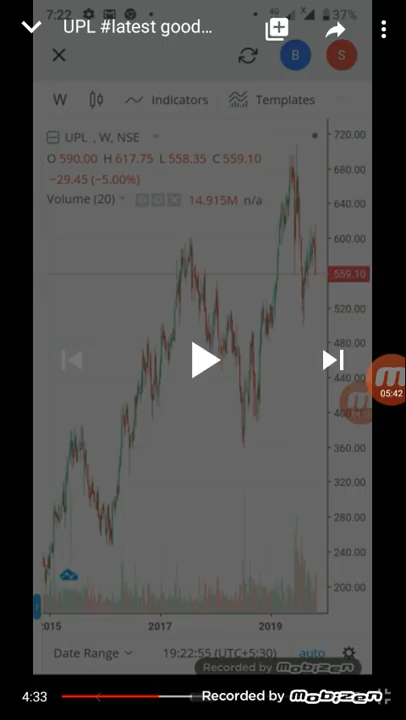 7:22 4G 37%
UPL #latest good...
B S
W Indicators Templates
UPL , W, NSE
O 590.00 H 617.75 L 558.35 C 559.10
−29.45 (−5.00%)
Volume (20) 14.915M n/a
720.00
680.00
640.00
600.00
559.10
520.00
480.00
440.00
400.00
360.00
320.00
280.00
240.00
200.00
05:42
2015 2017 2019
Date Range 19:22:55 (UTC+5:30) auto
Recorded by MOBIZEN
4:33 Recorded by MOBIZEN